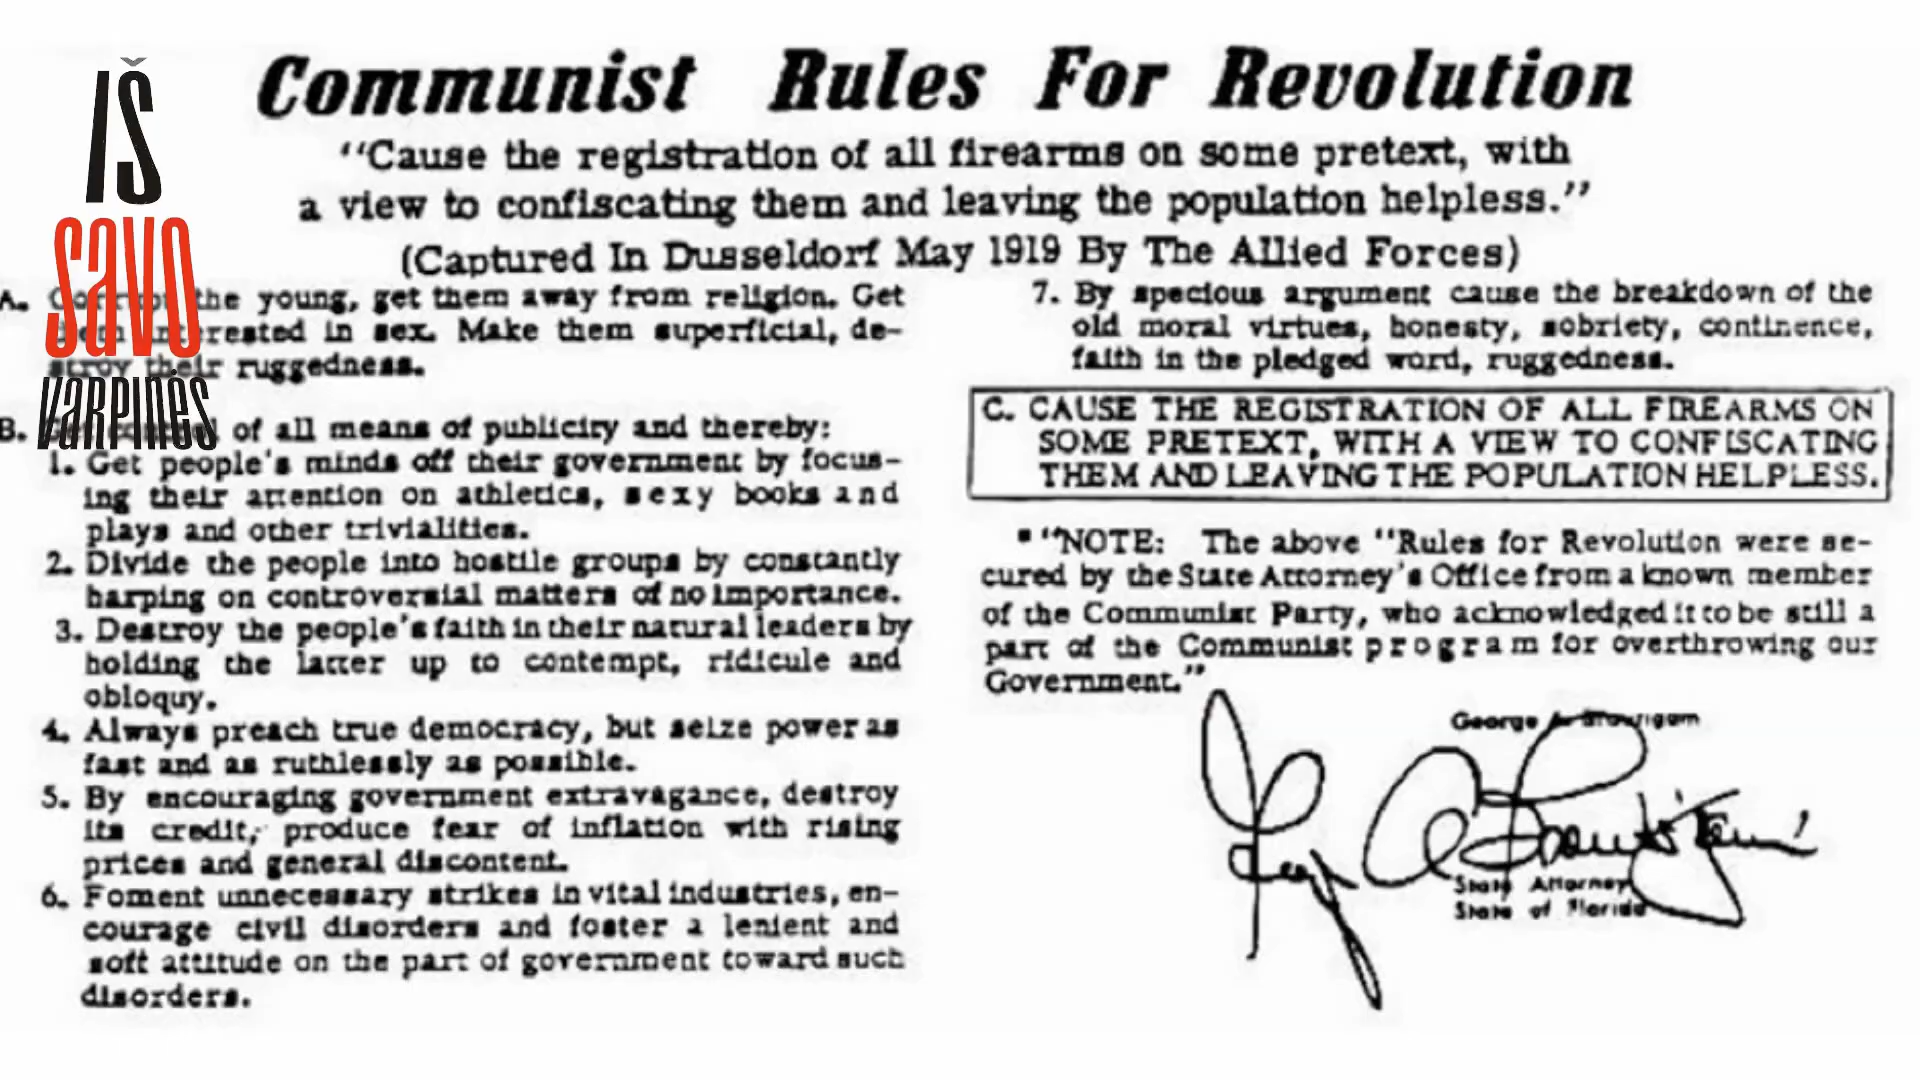 IŠ
savo
varpinės
Communist Rules For Revolution
"Cause the registration of all firearms on some pretext, with
a view to confiscating them and leaving the population helpless."
(Captured In Dusseldorf May 1919 By The Allied Forces)
A. Corrupt the young, get them away from religion. Get
them interested in sex. Make them superficial, de-
stroy their ruggedness.
B. of all means of publicity and thereby:
1. Get people's minds off their government by focus-
ing their attention on athletics, sexy books and
plays and other trivialities.
2. Divide the people into hostile groups by constantly
harping on controversial matters of no importance.
3. Destroy the people's faith in their natural leaders by
holding the latter up to contempt, ridicule and
obloquy.
4. Always preach true democracy, but seize power as
fast and as ruthlessly as possible.
5. By encouraging government extravagance, destroy
its credit, produce fear of inflation with rising
prices and general discontent.
6. Foment unnecessary strikes in vital industries, en-
courage civil disorders and foster a lenient and
soft attitude on the part of government toward such
disorders.
7. By specious argument cause the breakdown of the
old moral virtues, honesty, sobriety, continence,
faith in the pledged word, ruggedness.
C. CAUSE THE REGISTRATION OF ALL FIREARMS ON
SOME PRETEXT, WITH A VIEW TO CONFISCATING
THEM AND LEAVING THE POPULATION HELPLESS.
* "NOTE: The above "Rules for Revolution were se-
cured by the State Attorney's Office from a known member
of the Communist Party, who acknowledged it to be still a
part of the Communist program for overthrowing our
Government."
George A.
State Attorney
State of Florida